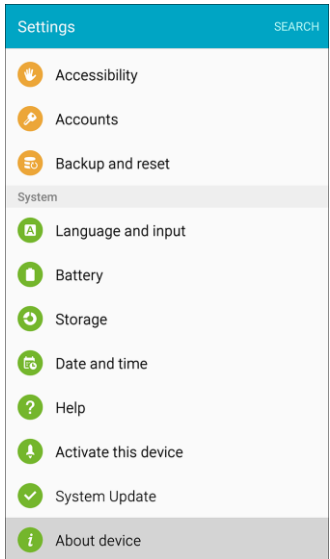 Settings SEARCH
Accessibility
Accounts
Backup and reset
System
A Language and input
Battery
Storage
Date and time
? Help
Activate this device
System Update
i About device